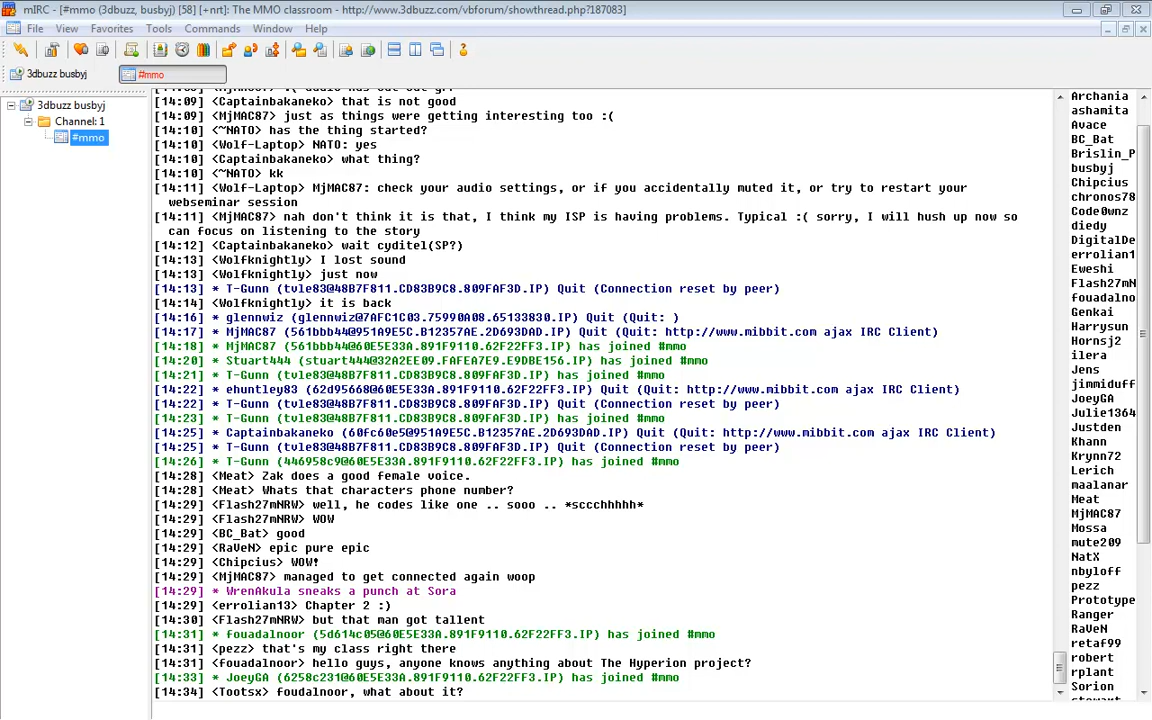 mIRC - [#mmo (3dbuzz, busbyj) [58] [+nrt]: The MMO classroom - http://www.3dbuzz.com/vbforum/showthread.php?187083]
File View Favorites Tools Commands Window Help
3dbuzz busbyj #mmo
3dbuzz busbyj
Channel: 1
#mmo
[14:09] <Captainbakaneko> that is not good
[14:09] <MjMAC87> just as things were getting interesting too :(
[14:10] <~NATO> has the thing started?
[14:10] <Wolf-Laptop> NATO: yes
[14:10] <Captainbakaneko> what thing?
[14:10] <~NATO> kk
[14:11] <Wolf-Laptop> MjMAC87: check your audio settings, or if you accidentally muted it, or try to restart your
webseminar session
[14:11] <MjMAC87> nah don't think it is that, I think my ISP is having problems. Typical :( sorry, I will hush up now so
can focus on listening to the story
[14:12] <Captainbakaneko> wait cyditel(SP?)
[14:13] <Wolfknightly> I lost sound
[14:13] <Wolfknightly> just now
[14:13] * T-Gunn (tvle83@48B7F811.CD83B9C8.809FAF3D.IP) Quit (Connection reset by peer)
[14:14] <Wolfknightly> it is back
[14:16] * glennwiz (glennwiz@7AFC1C03.75990A08.65133830.IP) Quit (Quit: )
[14:17] * MjMAC87 (561bbb44@951A9E5C.B12357AE.2D693DAD.IP) Quit (Quit: http://www.mibbit.com ajax IRC Client)
[14:18] * MjMAC87 (561bbb44@60E5E33A.891F9110.62F22FF3.IP) has joined #mmo
[14:20] * Stuart444 (stuart444@32A2EE09.FAFEA7E9.E9DBE156.IP) has joined #mmo
[14:21] * T-Gunn (tvle83@48B7F811.CD83B9C8.809FAF3D.IP) has joined #mmo
[14:22] * ehuntley83 (62d95668@60E5E33A.891F9110.62F22FF3.IP) Quit (Quit: http://www.mibbit.com ajax IRC Client)
[14:22] * T-Gunn (tvle83@48B7F811.CD83B9C8.809FAF3D.IP) Quit (Connection reset by peer)
[14:23] * T-Gunn (tvle83@48B7F811.CD83B9C8.809FAF3D.IP) has joined #mmo
[14:25] * Captainbakaneko (60fc60e5@951A9E5C.B12357AE.2D693DAD.IP) Quit (Quit: http://www.mibbit.com ajax IRC Client)
[14:25] * T-Gunn (tvle83@48B7F811.CD83B9C8.809FAF3D.IP) Quit (Connection reset by peer)
[14:26] * T-Gunn (446958c9@60E5E33A.891F9110.62F22FF3.IP) has joined #mmo
[14:28] <Meat> Zak does a good female voice.
[14:28] <Meat> Whats that characters phone number?
[14:29] <Flash27mNRW> well, he codes like one .. sooo .. *sccchhhhh*
[14:29] <Flash27mNRW> WOW
[14:29] <BC_Bat> good
[14:29] <RaVeN> epic pure epic
[14:29] <Chipcius> WOW!
[14:29] <MjMAC87> managed to get connected again woop
[14:29] * WrenAkula sneaks a punch at Sora
[14:29] <errolian13> Chapter 2 :)
[14:30] <Flash27mNRW> but that man got tallent
[14:31] * fouadalnoor (5d614c05@60E5E33A.891F9110.62F22FF3.IP) has joined #mmo
[14:31] <pezz> that's my class right there
[14:31] <fouadalnoor> hello guys, anyone knows anything about The Hyperion project?
[14:33] * JoeyGA (6258c231@60E5E33A.891F9110.62F22FF3.IP) has joined #mmo
[14:34] <Tootsx> foudalnoor, what about it?
Archania
ashamita
Avace
BC_Bat
Brislin_P
busbyj
Chipcius
chronos78
Code0wnz
diedy
DigitalDe
errolian1
Eweshi
Flash27mN
fouadalno
Genkai
Harrysun
Hornsj2
ilera
Jens
jimmiduff
JoeyGA
Julie1364
Justden
Khann
Krynn72
Lerich
maalanar
Meat
MjMAC87
Mossa
mute209
NatX
nbyloff
pezz
Prototype
Ranger
RaVeN
retaf99
robert
rplant
Sorion